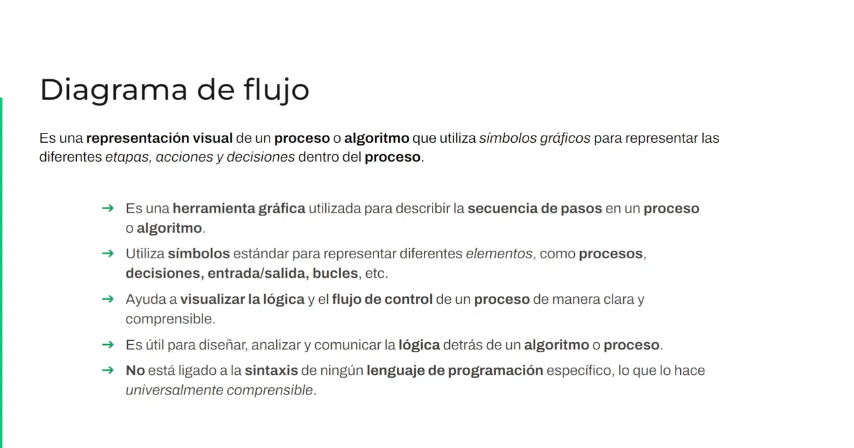 Diagrama de flujo
Es una representación visual de un proceso o algoritmo que utiliza símbolos gráficos para representar las
diferentes etapas, acciones y decisiones dentro del proceso.
➔ Es una herramienta gráfica utilizada para describir la secuencia de pasos en un proceso
o algoritmo.
➔ Utiliza símbolos estándar para representar diferentes elementos, como procesos,
decisiones, entrada/salida, bucles, etc.
➔ Ayuda a visualizar la lógica y el flujo de control de un proceso de manera clara y
comprensible.
➔ Es útil para diseñar, analizar y comunicar la lógica detrás de un algoritmo o proceso.
➔ No está ligado a la sintaxis de ningún lenguaje de programación específico, lo que lo hace
universalmente comprensible.